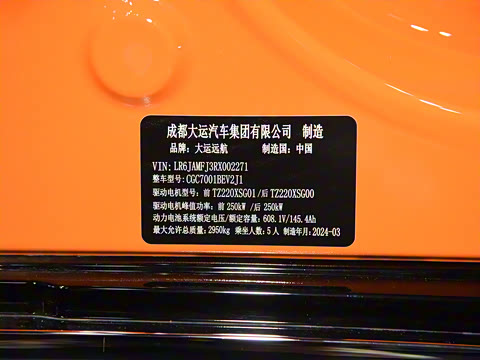 成都大运汽车集团有限公司 制造
品牌：大运远航 制造国：中国
VIN: LR6JAMFJ3RX002271
整车型号:CGC7001BEV2J1
驱动电机型号：前 TZ220XSG01 /后 TZ220XSG00
驱动电机峰值功率：前 250kW /后 250kW
动力电池系统额定电压/额定容量：608.1V/145.4Ah
最大允许总质量：2950kg 乘坐人数：5 人 制造年月：2024-03